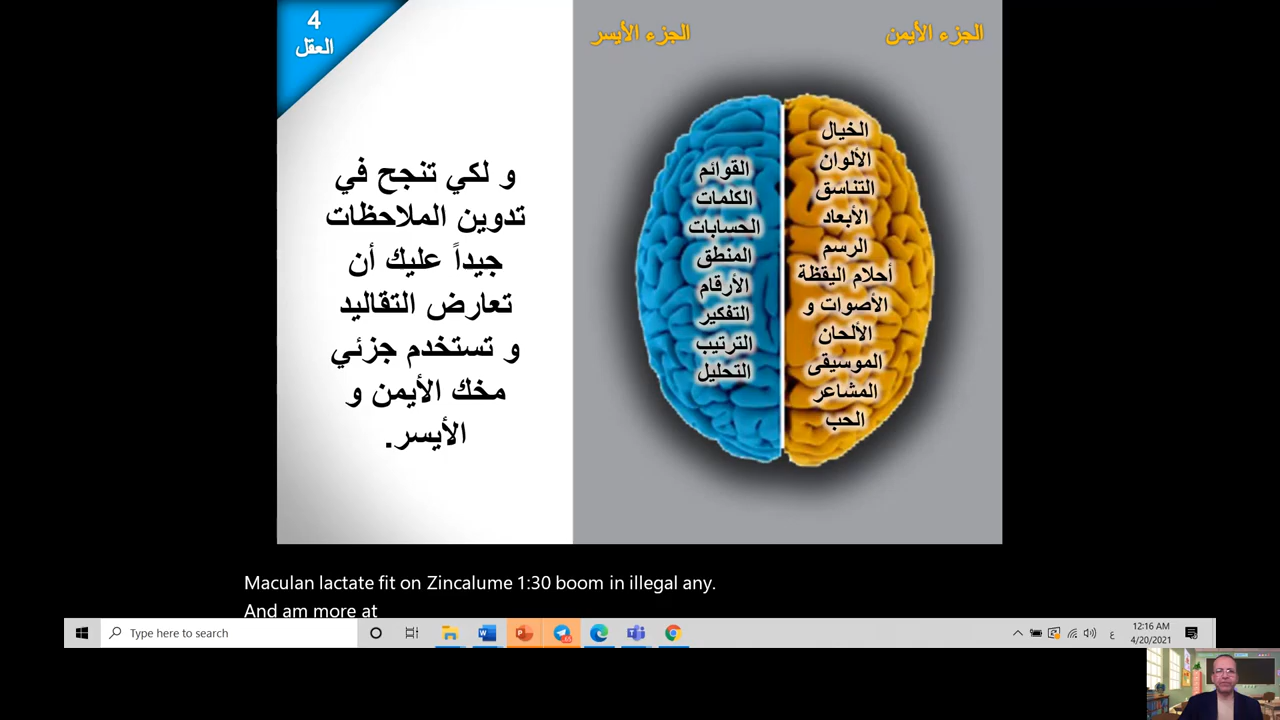 4
العقل
و لكي تنجح في
تدوين الملاحظات
جيداً عليك أن
تعارض التقاليد
و تستخدم جزئي
مخك الأيمن و
الأيسر.
الجزء الأيمن
الخيال
الألوان
التناسق
الأبعاد
الرسم
أحلام اليقظة
الأصوات و
الألحان
الموسيقى
المشاعر
الحب
الجزء الأيسر
القوائم
الكلمات
الحسابات
المنطق
الأرقام
التفكير
الترتيب
التحليل
Maculan lactate fit on Zincalume 1:30 boom in illegal any.
And am more at
Type here to search
ع
12:16 AM
4/20/2021